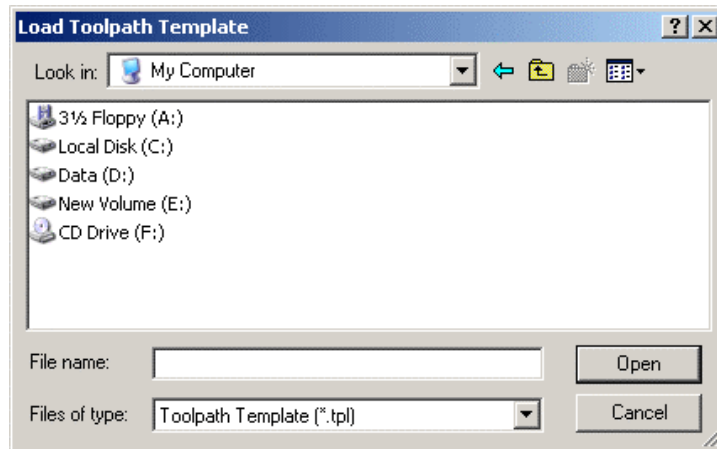 Load Toolpath Template
Look in: My Computer
3½ Floppy (A:)
Local Disk (C:)
Data (D:)
New Volume (E:)
CD Drive (F:)
File name: Open
Files of type: Toolpath Template (*.tpl) Cancel